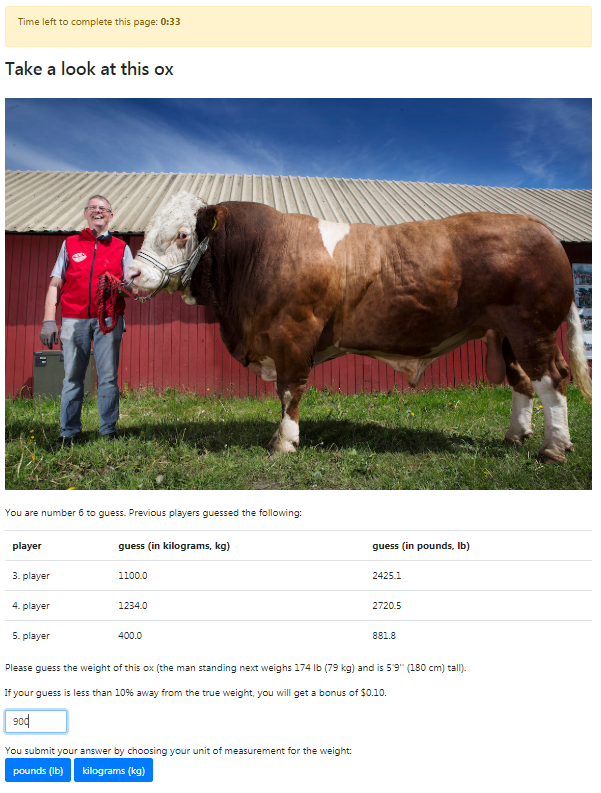 Time left to complete this page: 0:33
Take a look at this ox
You are number 6 to guess. Previous players guessed the following:
player guess (in kilograms, kg) guess (in pounds, lb)
3. player 1100.0 2425.1
4. player 1234.0 2720.5
5. player 400.0 881.8
Please guess the weight of this ox (the man standing next weighs 174 lb (79 kg) and is 5'9'' (180 cm) tall).
If your guess is less than 10% away from the true weight, you will get a bonus of $0.10.
900
You submit your answer by choosing your unit of measurement for the weight:
pounds (lb) kilograms (kg)